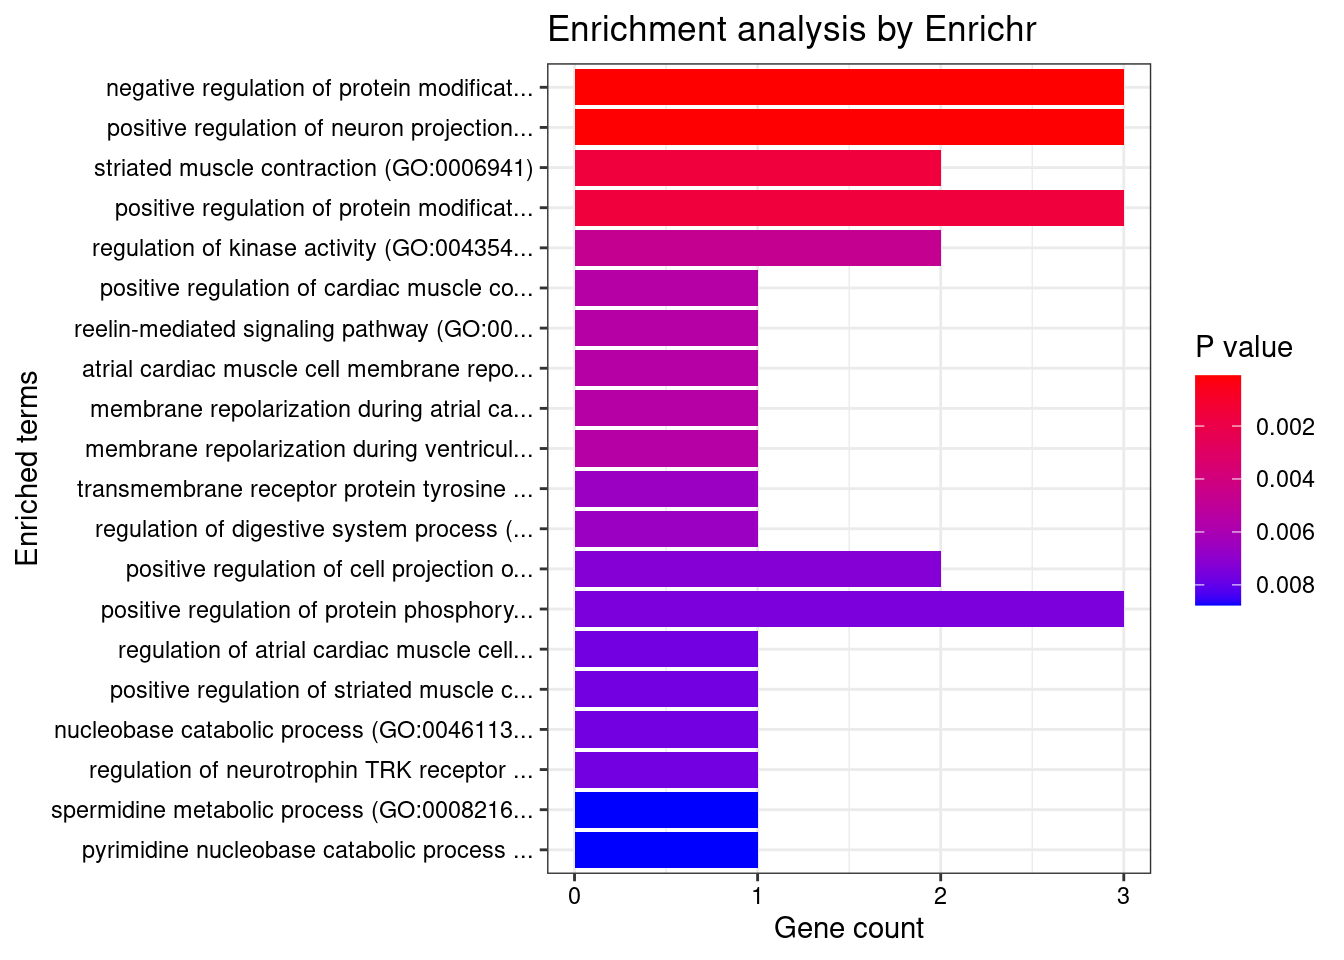 Enrichment analysis by Enrichr
negative regulation of protein modificat...
positive regulation of neuron projection...
striated muscle contraction (GO:0006941)
positive regulation of protein modificat...
regulation of kinase activity (GO:004354...
positive regulation of cardiac muscle co...
reelin-mediated signaling pathway (GO:00...
atrial cardiac muscle cell membrane repo...
membrane repolarization during atrial ca...
membrane repolarization during ventricul...
transmembrane receptor protein tyrosine ...
regulation of digestive system process (...
positive regulation of cell projection o...
positive regulation of protein phosphory...
regulation of atrial cardiac muscle cell...
positive regulation of striated muscle c...
nucleobase catabolic process (GO:0046113...
regulation of neurotrophin TRK receptor ...
spermidine metabolic process (GO:0008216...
pyrimidine nucleobase catabolic process ...
Enriched terms
0 1 2 3
Gene count
P value
0.002
0.004
0.006
0.008